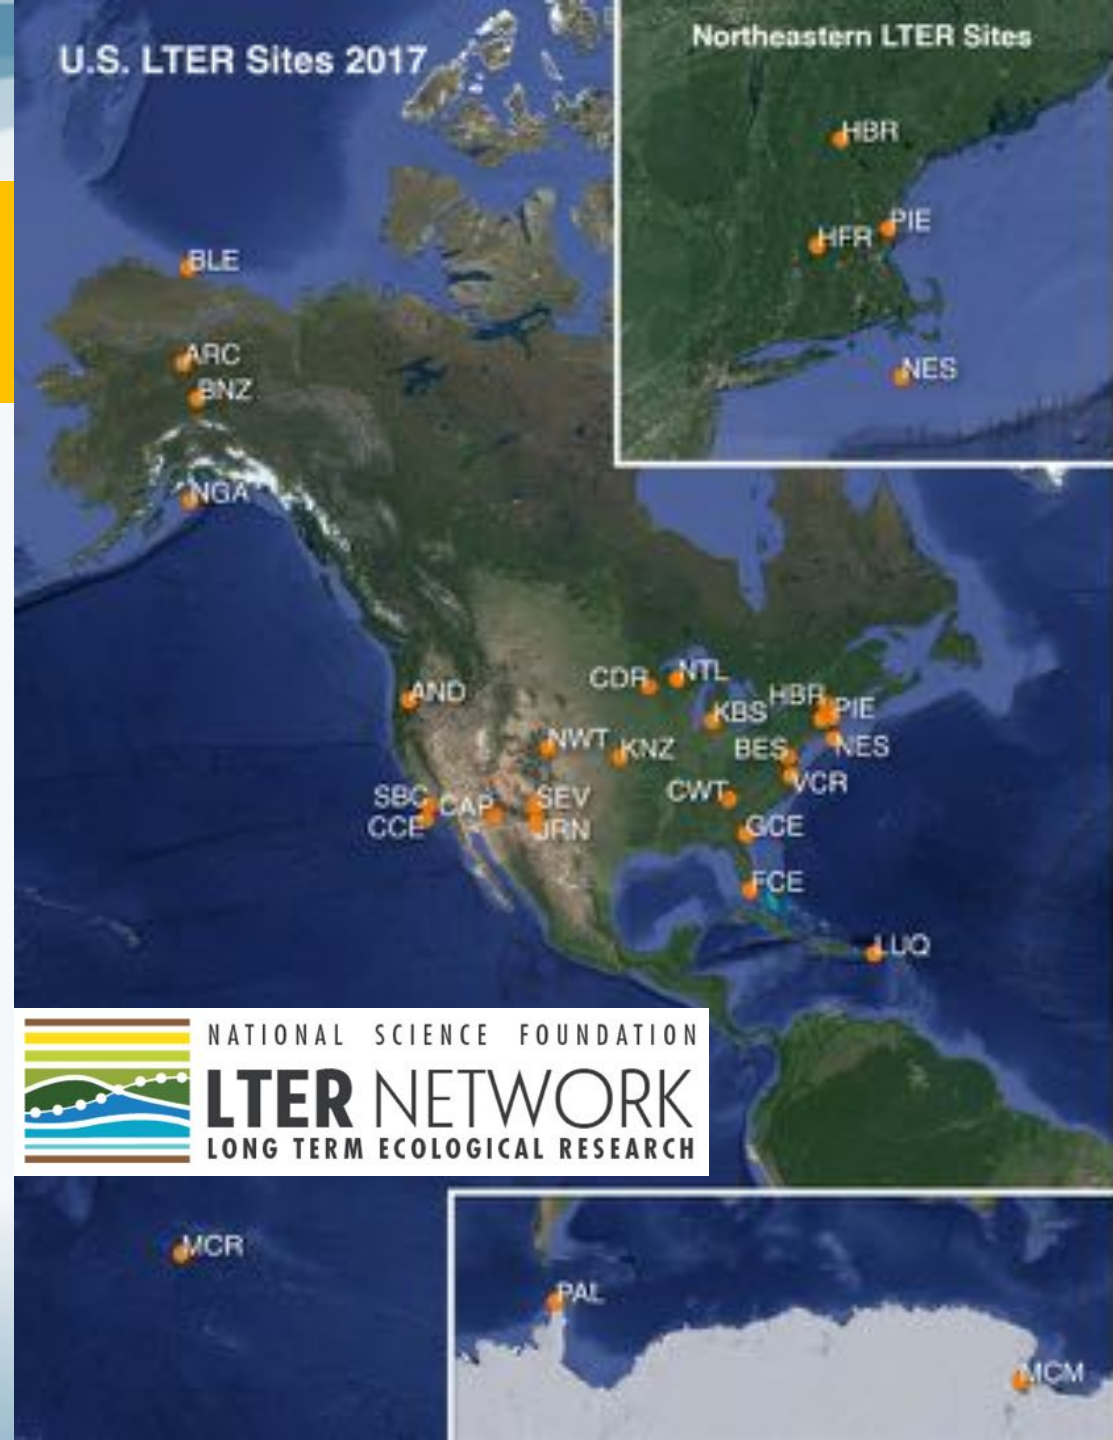 U.S. LTER Sites 2017
Northeastern LTER Sites
HBR
PIE
HFR
NES
BLE
ARC
BNZ
NGA
AND
CDR
NTL
HBR
PIE
KBS
NWT
KNZ
BES
NES
VCR
SBC
CAP
SEV
CWT
CCE
JRN
GCE
FCE
LUQ
NATIONAL SCIENCE FOUNDATION
LTER NETWORK
LONG TERM ECOLOGICAL RESEARCH
MCR
PAL
MCM